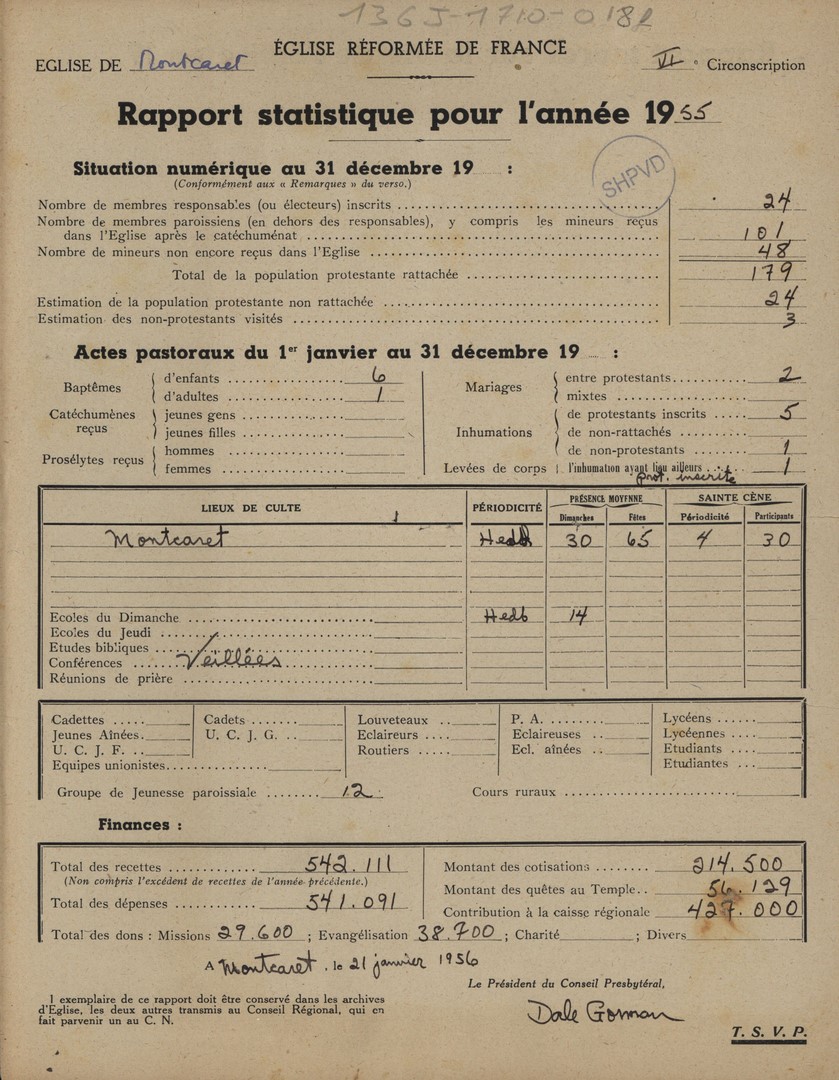 1365-1710-0182
ÉGLISE RÉFORMÉE DE FRANCE
EGLISE DE Montcaret
VI e Circonscription
Rapport statistique pour l'année 1955
SHPVD
Situation numérique au 31 décembre 19 :
(Conformément aux « Remarques » du verso.)
Nombre de membres responsables (ou électeurs) inscrits 24
Nombre de membres paroissiens (en dehors des responsables), y compris les mineurs reçus
dans l'Eglise après le catéchuménat 101
Nombre de mineurs non encore reçus dans l'Eglise 48
Total de la population protestante rattachée 179
Estimation de la population protestante non rattachée 24
Estimation des non-protestants visités 3
Actes pastoraux du 1er janvier au 31 décembre 19 :
Baptêmes
d'enfants 6
d'adultes 1
Catéchumènes reçus
jeunes gens
jeunes filles
Prosélytes reçus
hommes
femmes
Mariages
entre protestants 2
mixtes
Inhumations
de protestants inscrits 5
de non-rattachés
de non-protestants 1
Levées de corps l'inhumation ayant lieu ailleurs 1
prot. inscrite
LIEUX DE CULTE PÉRIODICITÉ PRÉSENCE MOYENNE SAINTE CÈNE
Dimanches Fêtes Périodicité Participants
Montcaret Hedb 30 65 4 30
Ecoles du Dimanche Hedb 14
Ecoles du Jeudi
Etudes bibliques
Conférences Veillées
Réunions de prière
Cadettes Cadets Louveteaux P. A. Lycéens
Jeunes Aînées U. C. J. G. Eclaireurs Eclaireuses Lycéennes
U. C. J. F. Routiers Ecl. aînées Etudiants
Equipes unionistes Etudiantes
Groupe de Jeunesse paroissiale 12 Cours ruraux
Finances :
Total des recettes 542.111
(Non compris l'excédent de recettes de l'année précédente.)
Total des dépenses 541.091
Montant des cotisations 214.500
Montant des quêtes au Temple 56.129
Contribution à la caisse régionale 427.000
Total des dons : Missions 29.600 ; Evangélisation 38.700 ; Charité ; Divers
A Montcaret, le 21 janvier 1956
Le Président du Conseil Presbytéral,
Dale Gorman
1 exemplaire de ce rapport doit être conservé dans les archives
d'Eglise, les deux autres transmis au Conseil Régional, qui en
fait parvenir un au C. N.
T. S. V. P.